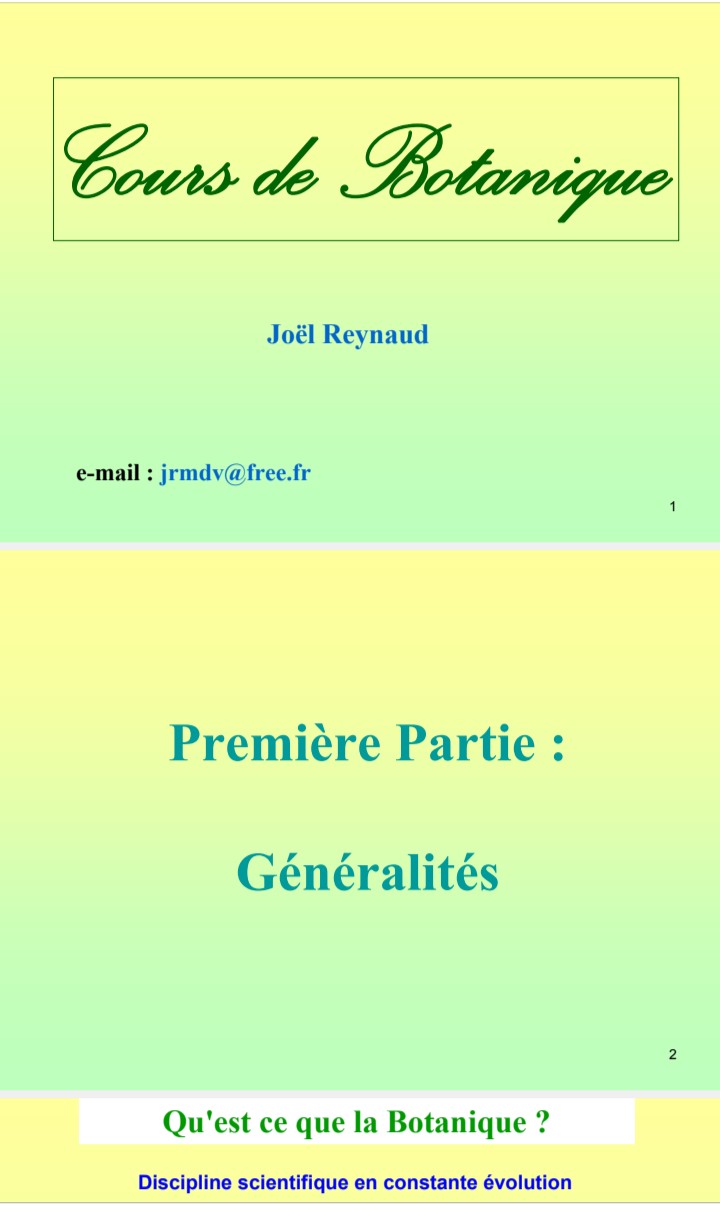 Cours de Botanique
Joël Reynaud
e-mail : jrmdv@free.fr
1
Première Partie :
Généralités
2
Qu'est ce que la Botanique ?
Discipline scientifique en constante évolution